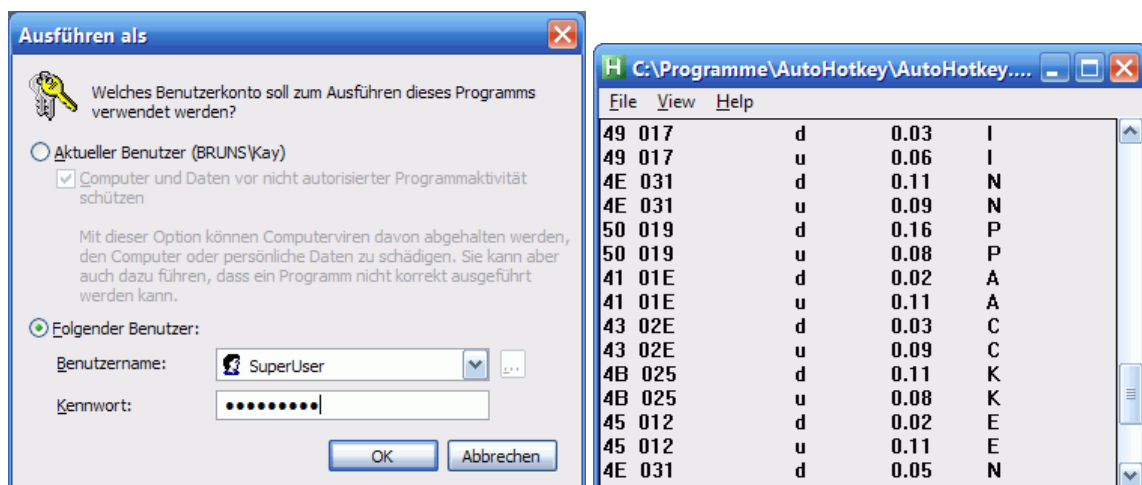 Ausführen als
Welches Benutzerkonto soll zum Ausführen dieses Programms
verwendet werden?
Aktueller Benutzer (BRUNS\Kay)
Computer und Daten vor nicht autorisierter Programmaktivität
schützen
Mit dieser Option können Computerviren davon abgehalten werden,
den Computer oder persönliche Daten zu schädigen. Sie kann aber
auch dazu führen, dass ein Programm nicht korrekt ausgeführt
werden kann.
Folgender Benutzer:
Benutzername: SuperUser ...
Kennwort: •••••••••
OK Abbrechen
H C:\Programme\AutoHotkey\AutoHotkey....
File View Help
49 017 d 0.03 I
49 017 u 0.06 I
4E 031 d 0.11 N
4E 031 u 0.09 N
50 019 d 0.16 P
50 019 u 0.08 P
41 01E d 0.02 A
41 01E u 0.11 A
43 02E d 0.03 C
43 02E u 0.09 C
4B 025 d 0.11 K
4B 025 u 0.08 K
45 012 d 0.02 E
45 012 u 0.11 E
4E 031 d 0.05 N